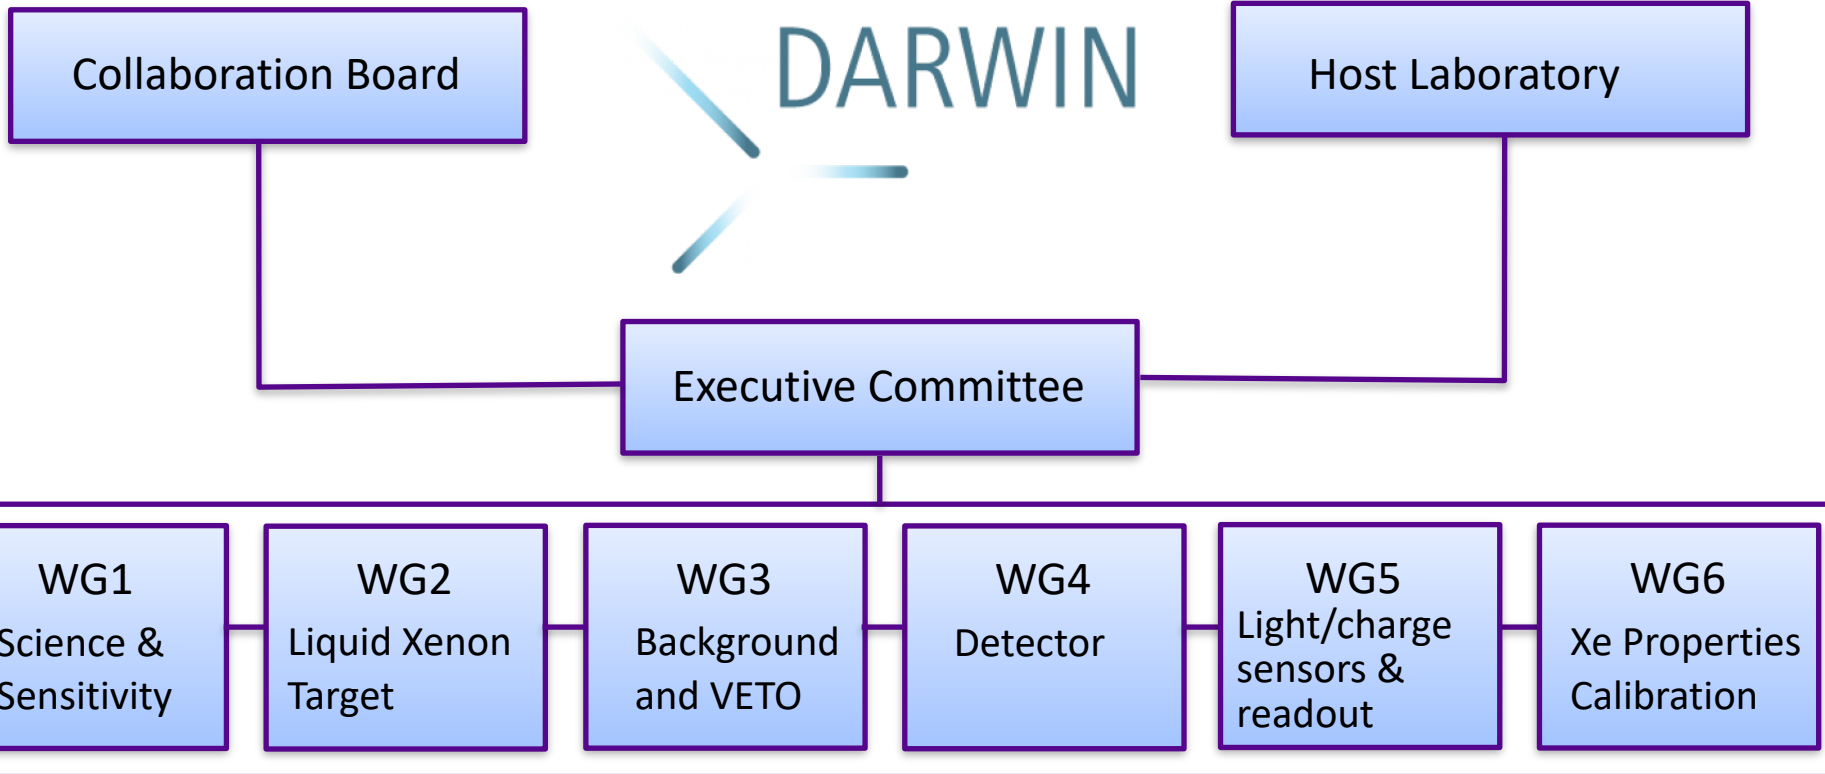 Collaboration Board
DARWIN
Host Laboratory
Executive Committee
WG1
Science &
Sensitivity
WG2
Liquid Xenon
Target
WG3
Background
and VETO
WG4
Detector
WG5
Light/charge
sensors &
readout
WG6
Xe Properties
Calibration